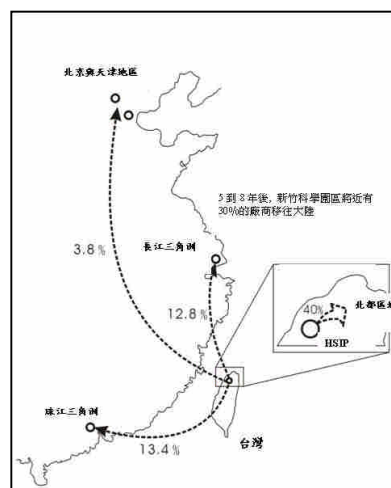 北京與天津地區
5 到 8 年後, 新竹科學園區將近有
30%的廠商移往大陸
長江三角洲
3.8 %
12.8 %
40%
北部區域
HSIP
珠江三角洲
13.4 %
台灣